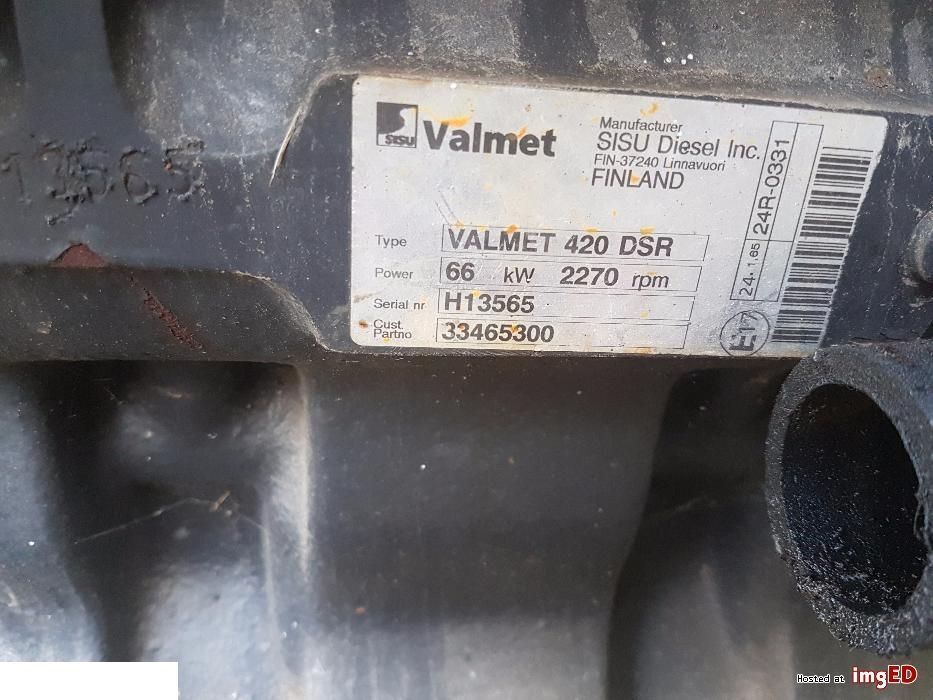 13565
SISU
Valmet
Manufacturer
SISU Diesel Inc.
FIN-37240 Linnavuori
FINLAND
Type VALMET 420 DSR
Power 66 kW 2270 rpm
Serial nr H13565
Cust. Partno 33465300
24R-0331
24. 1.65
E17
Hosted at imgED